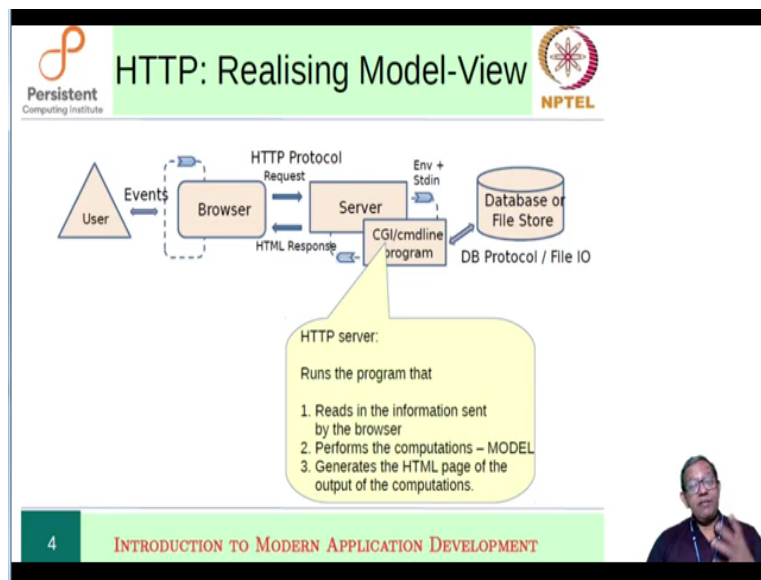 Persistent
Computing Institute
HTTP: Realising Model-View
NPTEL
User
Events
Browser
HTTP Protocol
Request
HTML Response
Server
Env +
Stdin
CGI/cmdline
program
Database or
File Store
DB Protocol / File IO
HTTP server:
Runs the program that
1. Reads in the information sent
by the browser
2. Performs the computations – MODEL
3. Generates the HTML page of the
output of the computations.
4
INTRODUCTION TO MODERN APPLICATION DEVELOPMENT